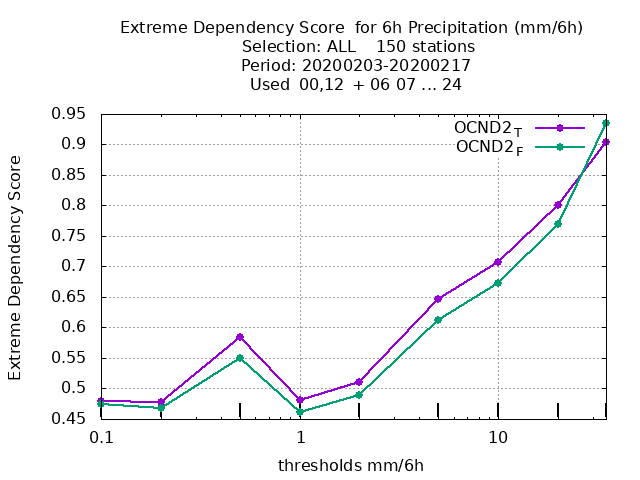 Extreme Dependency Score  for 6h Precipitation (mm/6h)
Selection: ALL    150 stations
Period: 20200203-20200217
Used  00,12  + 06 07 ... 24
OCND2_T
OCND2_F
Extreme Dependency Score
0.95
0.9
0.85
0.8
0.75
0.7
0.65
0.6
0.55
0.5
0.45
0.1 1 10
thresholds mm/6h